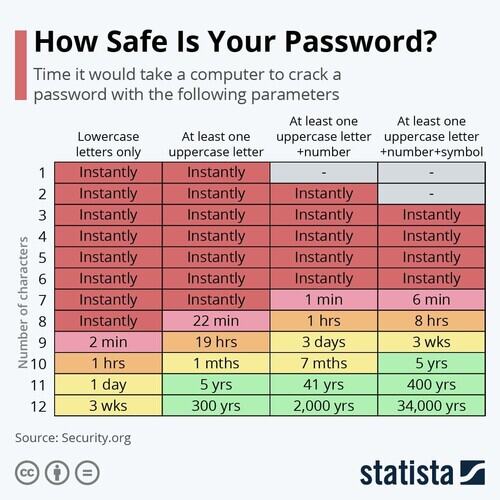 How Safe Is Your Password?
Time it would take a computer to crack a
password with the following parameters
Lowercase letters only | At least one uppercase letter | At least one uppercase letter +number | At least one uppercase letter +number+symbol
Number of characters
1 Instantly Instantly - -
2 Instantly Instantly Instantly -
3 Instantly Instantly Instantly Instantly
4 Instantly Instantly Instantly Instantly
5 Instantly Instantly Instantly Instantly
6 Instantly Instantly Instantly Instantly
7 Instantly Instantly 1 min 6 min
8 Instantly 22 min 1 hrs 8 hrs
9 2 min 19 hrs 3 days 3 wks
10 1 hrs 1 mths 7 mths 5 yrs
11 1 day 5 yrs 41 yrs 400 yrs
12 3 wks 300 yrs 2,000 yrs 34,000 yrs
Source: Security.org
cc
statista